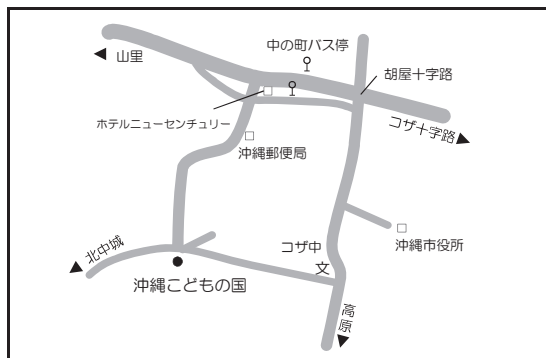 中の町バス停
山里
胡屋十字路
ホテルニューセンチュリー
コザ十字路
沖縄郵便局
北中城
コザ中
文
沖縄市役所
沖縄こどもの国
高原